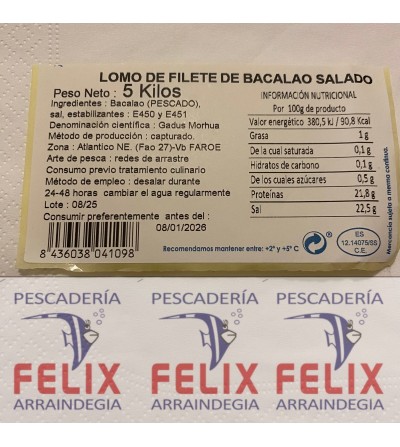 LOMO DE FILETE DE BACALAO SALADO
Peso Neto : 5 Kilos
Ingredientes : Bacalao (PESCADO),
sal, estabilizantes : E450 y E451
Denominación científica : Gadus Morhua
Método de producción : capturado.
Zona : Atlantico NE. (Fao 27)-Vb FAROE
Arte de pesca : redes de arrastre
Consumo previo tratamiento culinario
Método de empleo : desalar durante
24-48 horas cambiar el agua regularmente
Lote : 08/25
Consumir preferentemente antes del :
08/01/2026
8 436038 041098
INFORMACIÓN NUTRICIONAL
Por 100g de producto
Valor energético 380,5 kJ / 90,8 Kcal
Grasa 1 g
De la cual saturada 0,1 g
Hidratos de carbono 0,1 g
De los cuales azúcares 0,5 g
Proteínas 21,8 g
Sal 22,5 g
Recomendamos mantener entre: +2° y +5° C
ES
12.14075/SS
C.E.
Mercancía sujeta a merma continua.
PESCADERÍA PESCADERÍA PESCADERÍA
FELIX FELIX FELIX
ARRAINDEGIA ARRAINDEGIA ARRAINDEGIA